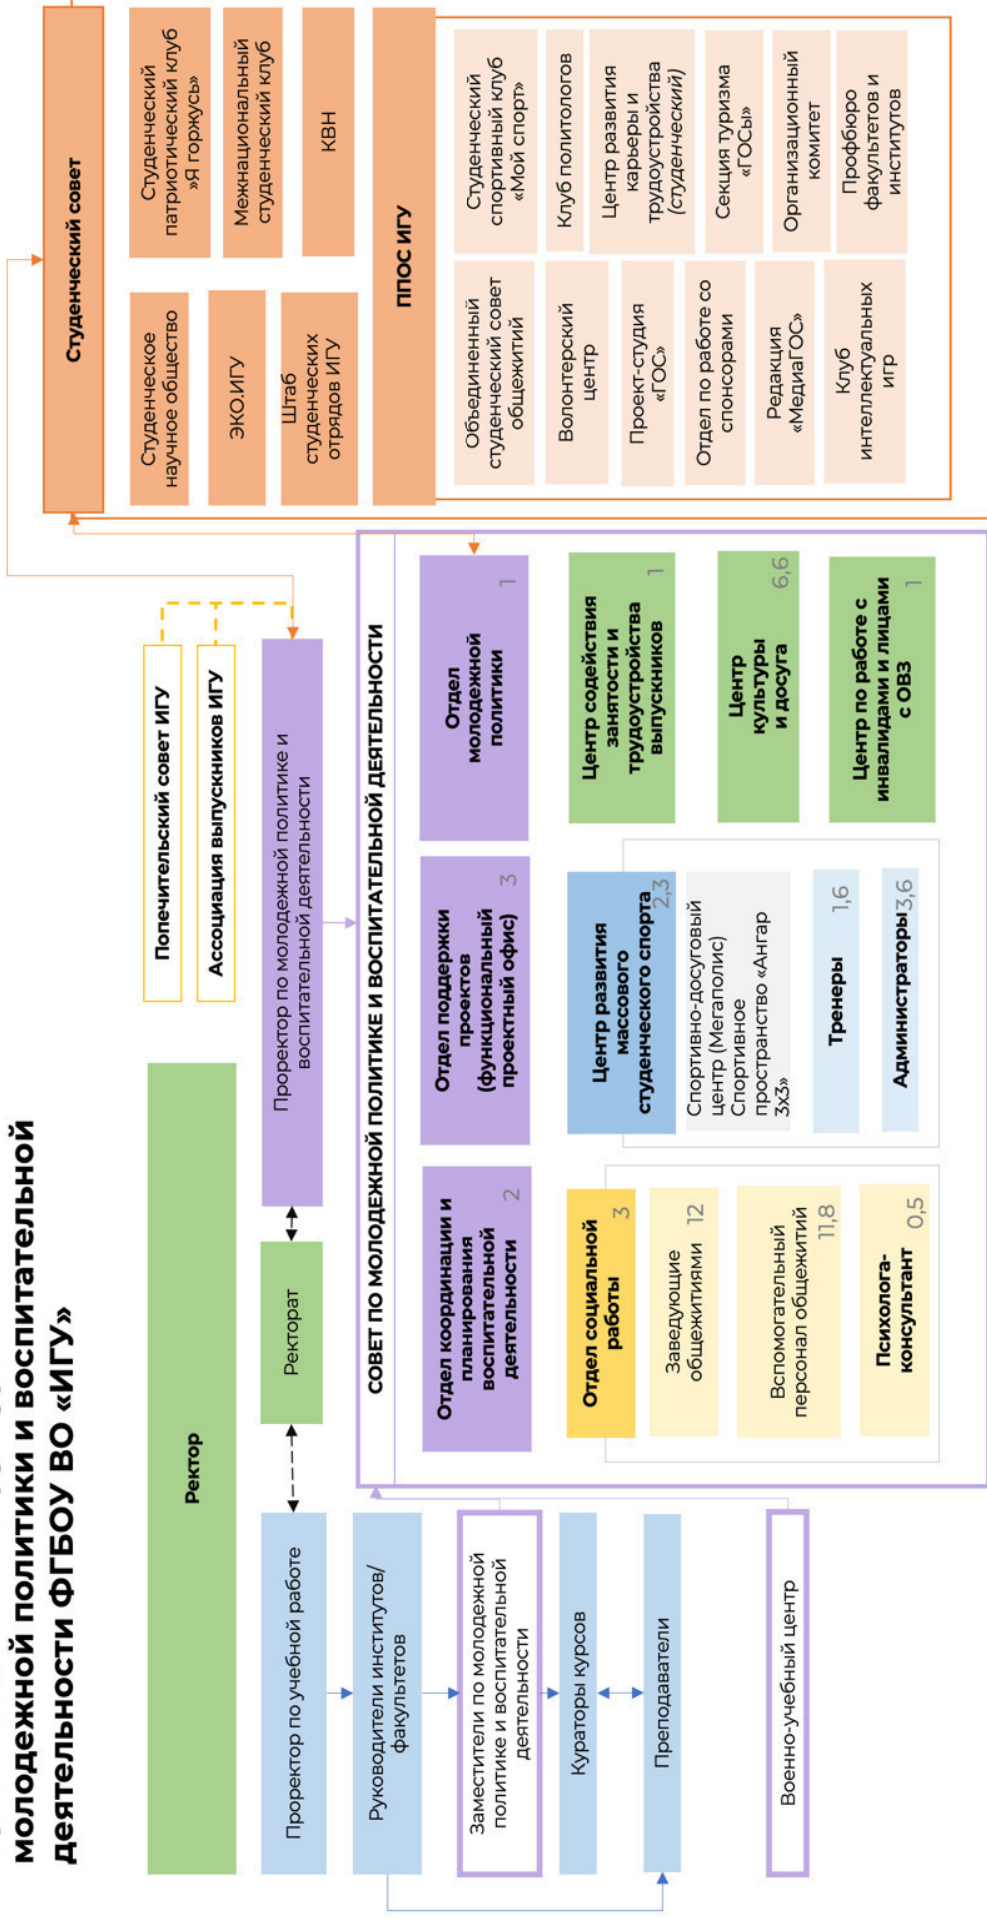 молодежной политики и воспитательной
деятельности ФГБОУ ВО «ИГУ»
Ректор
Попечительский совет ИГУ
Ассоциация выпускников ИГУ
Проректор по учебной работе
Ректорат
Проректор по молодежной политике и
воспитательной деятельности
Руководители институтов/
факультетов
Заместители по молодежной
политике и воспитательной
деятельности
Кураторы курсов
Преподаватели
Военно-учебный центр
СОВЕТ ПО МОЛОДЕЖНОЙ ПОЛИТИКЕ И ВОСПИТАТЕЛЬНОЙ ДЕЯТЕЛЬНОСТИ
Отдел координации и
планирования
воспитательной
деятельности
2
Отдел поддержки
проектов
(функциональный
проектный офис)
3
Отдел
молодежной
политики
1
Отдел социальной
работы
3
Заведующие
общежитиями
12
Вспомогательный
персонал общежитий
11,8
Психолога-
консультант
0,5
Центр развития
массового
студенческого спорта
2,3
Спортивно-досуговый
центр (Мегаполис)
Спортивное
пространство «Ангар
3х3»
Тренеры
1,6
Администраторы
3,6
Центр содействия
занятости и
трудоустройства
выпускников
1
Центр
культуры
и досуга
6,6
Центр по работе с
инвалидами и лицами
с ОВЗ
1
Студенческий совет
Студенческое
научное общество
Студенческий
патриотический клуб
»Я горжусь»
ЭКО.ИГУ
Межнациональный
студенческий клуб
Штаб
студенческих
отрядов ИГУ
КВН
ППОС ИГУ
Объединенный
студенческий совет
общежитий
Студенческий
спортивный клуб
«Мой спорт»
Волонтерский
центр
Клуб политологов
Проект-студия
«ГОС»
Центр развития
карьеры и
трудоустройства
(студенческий)
Отдел по работе со
спонсорами
Секция туризма
«ГОСы»
Редакция
«МедиаГОС»
Организационный
комитет
Клуб
интеллектуальных
игр
Профбюро
факультетов и
институтов